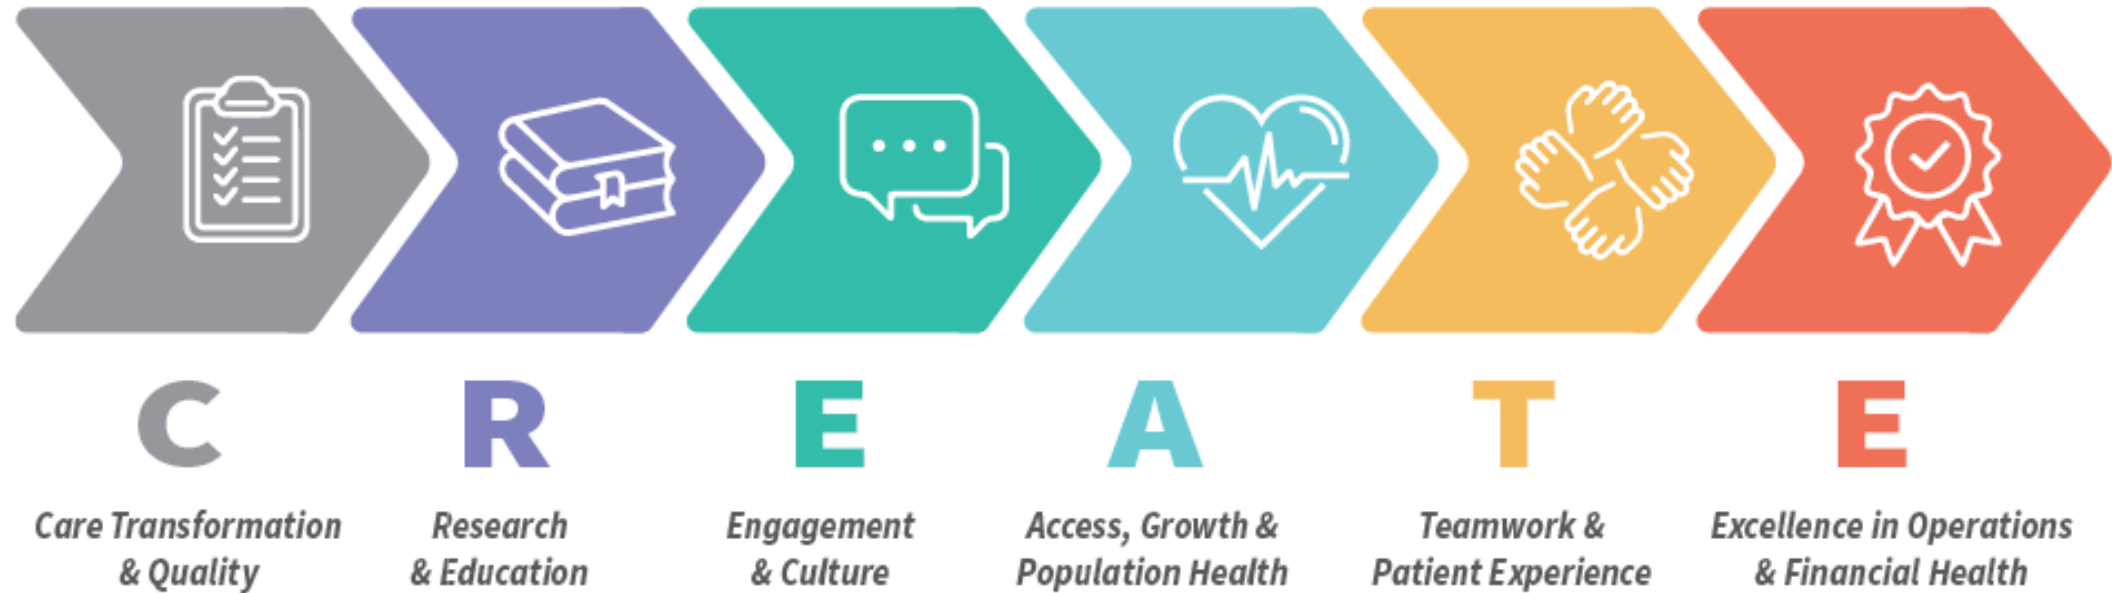 C R E A T E
Care Transformation
& Quality
Research
& Education
Engagement
& Culture
Access, Growth &
Population Health
Teamwork &
Patient Experience
Excellence in Operations
& Financial Health